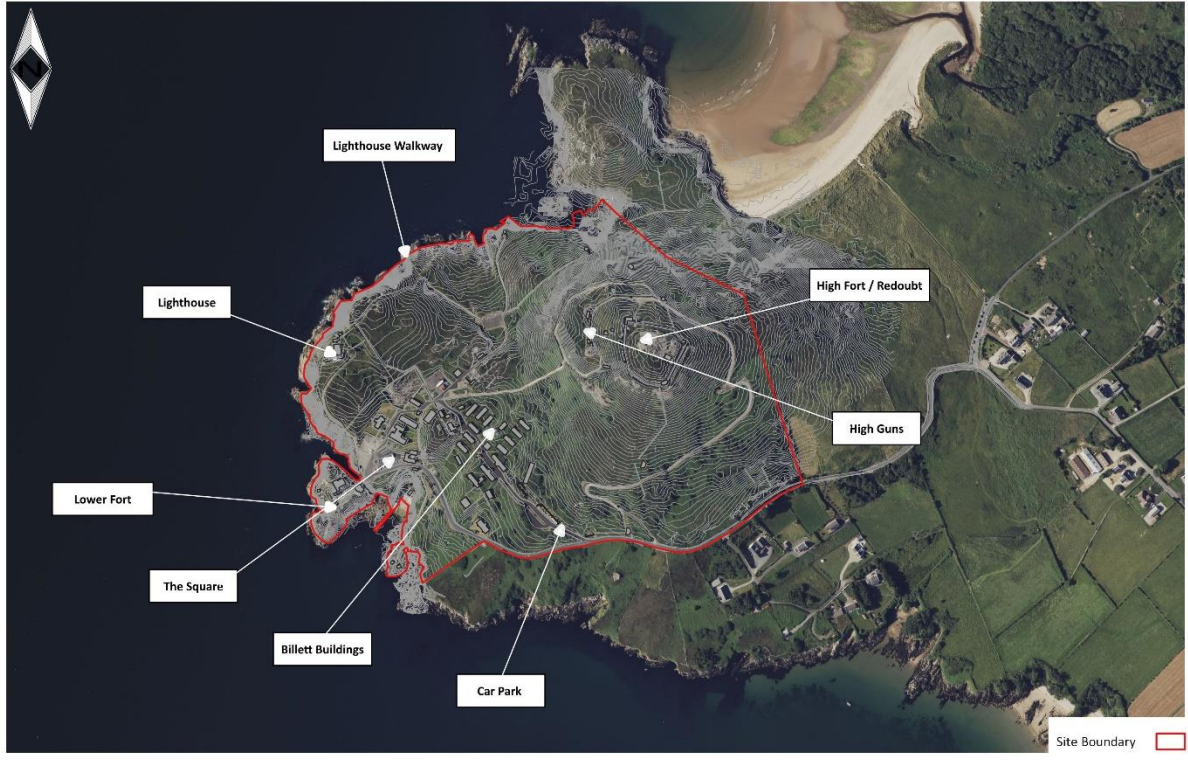 N
Lighthouse Walkway
High Fort / Redoubt
Lighthouse
High Guns
Lower Fort
The Square
Billett Buildings
Car Park
Site Boundary